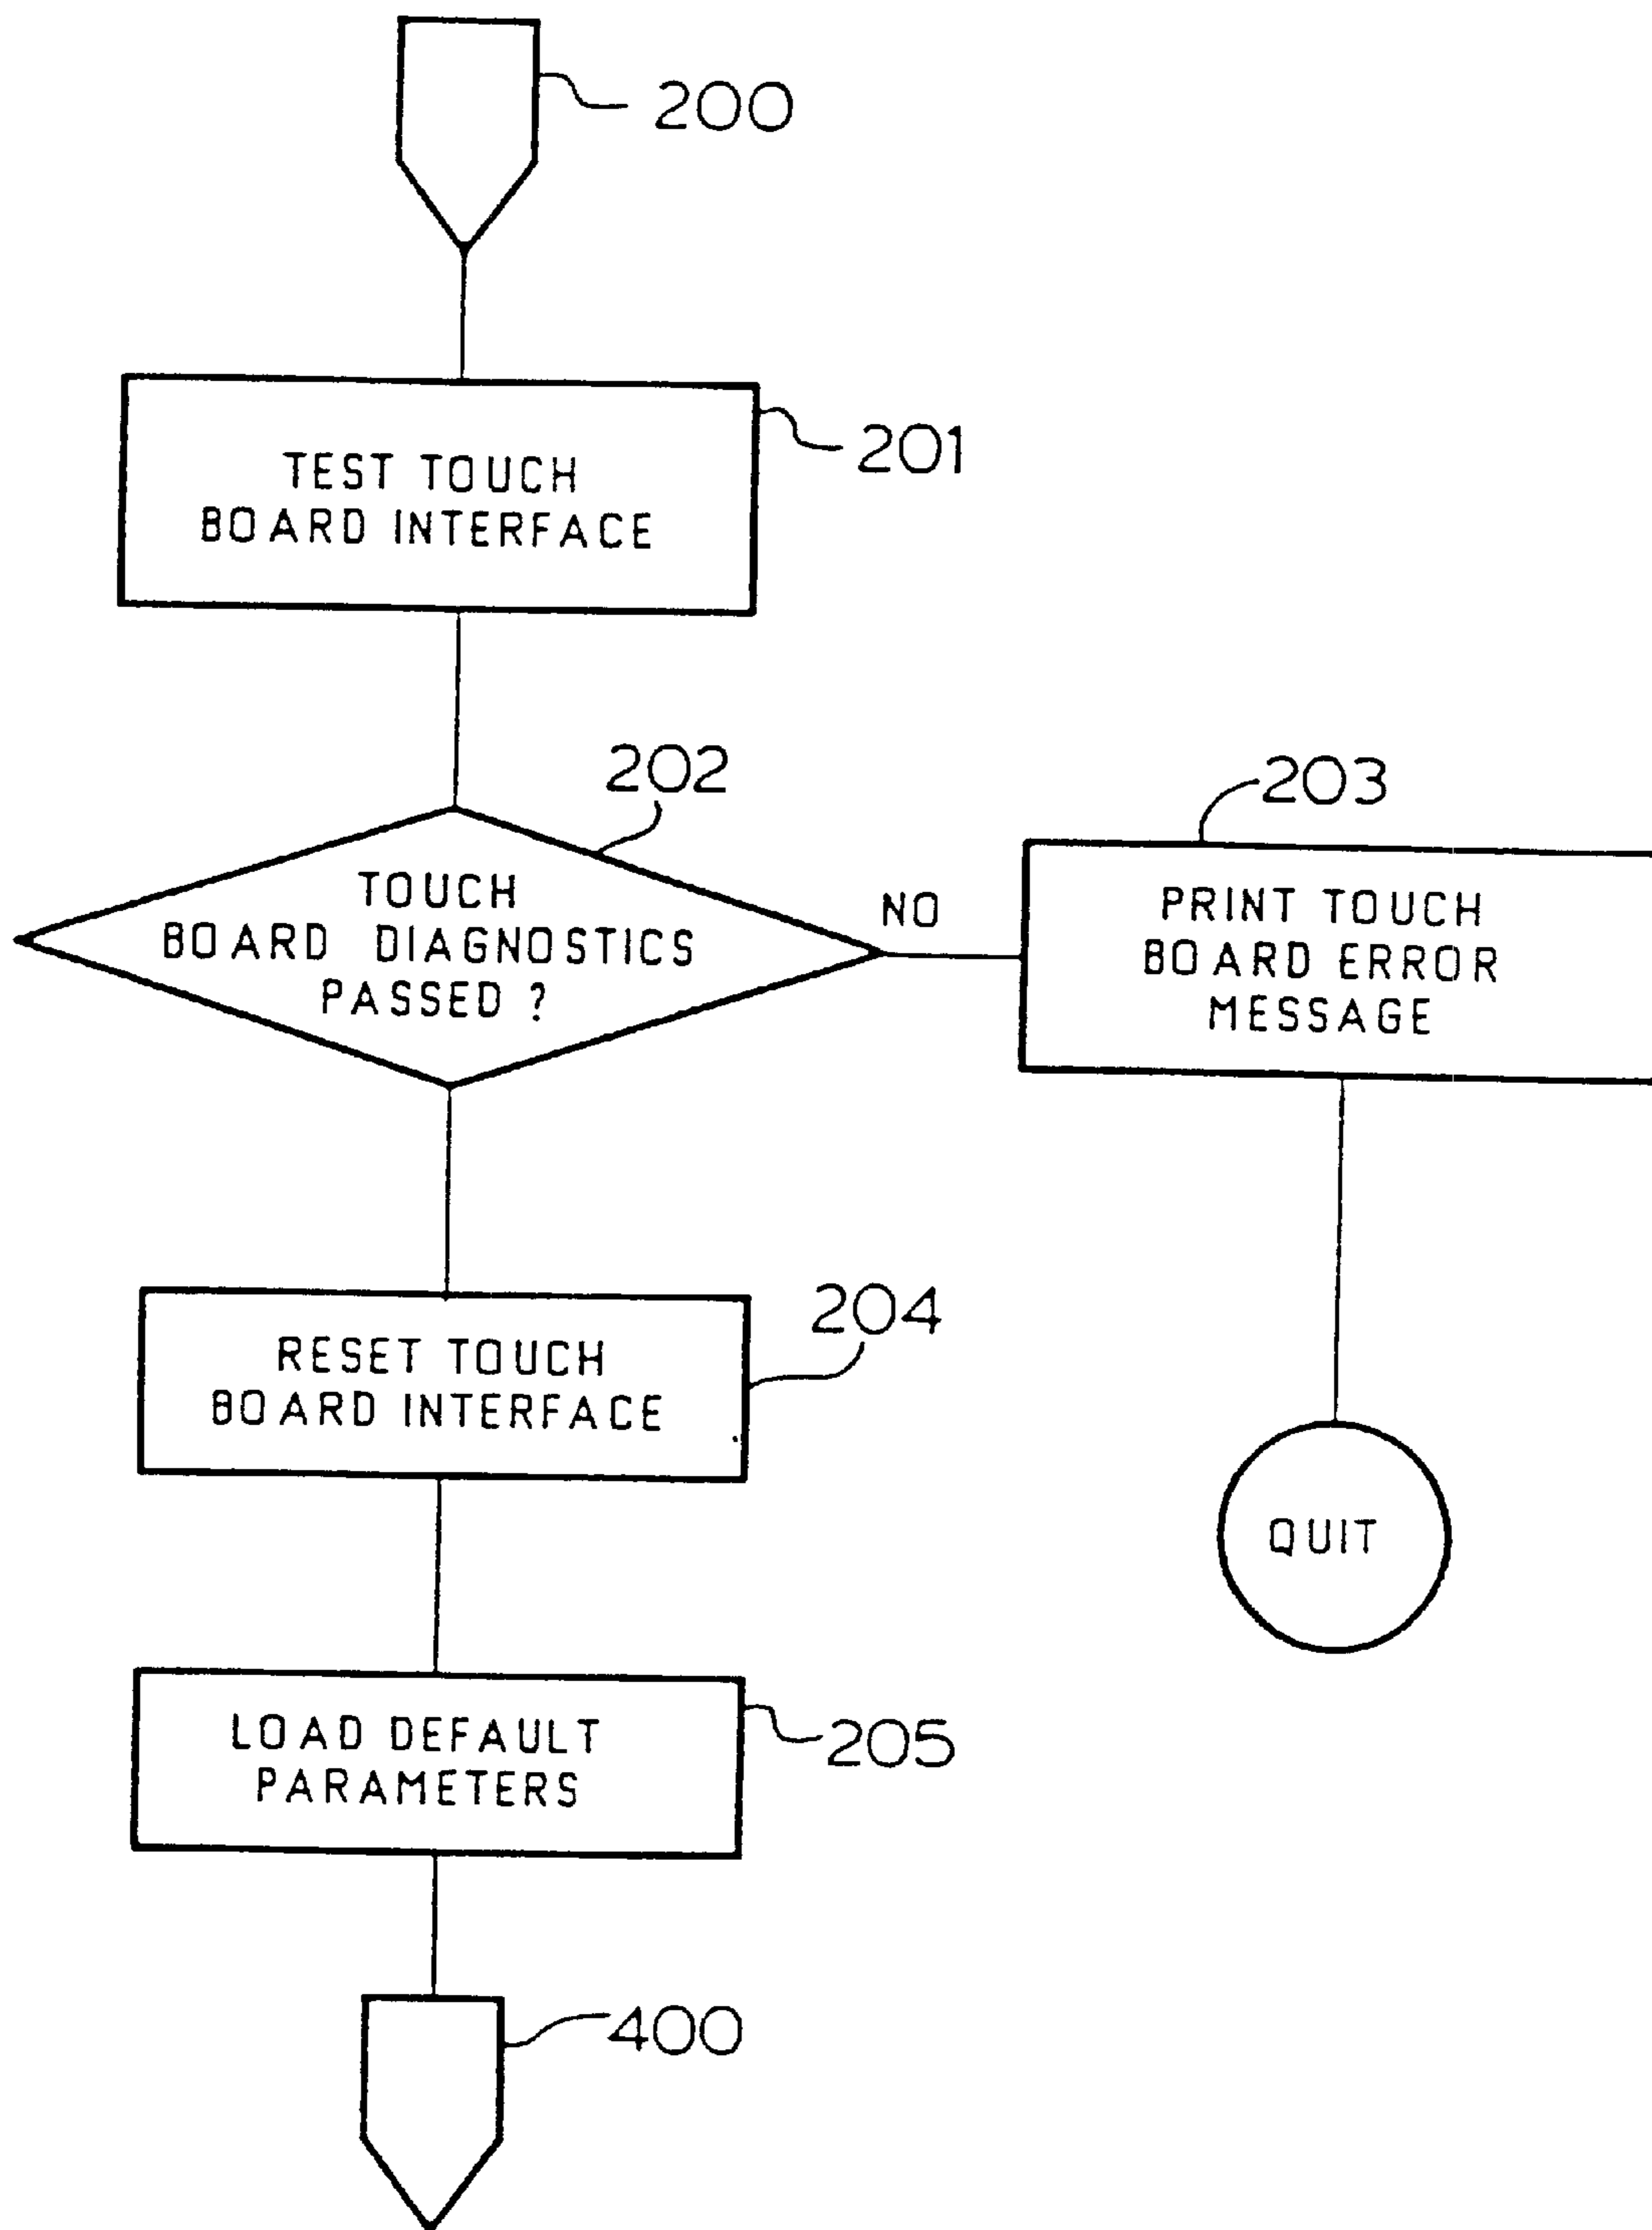 200
TEST TOUCH
BOARD INTERFACE
201
202
TOUCH
BOARD DIAGNOSTICS
PASSED ?
NO
203
PRINT TOUCH
BOARD ERROR
MESSAGE
RESET TOUCH
BOARD INTERFACE
204
QUIT
LOAD DEFAULT
PARAMETERS
205
400